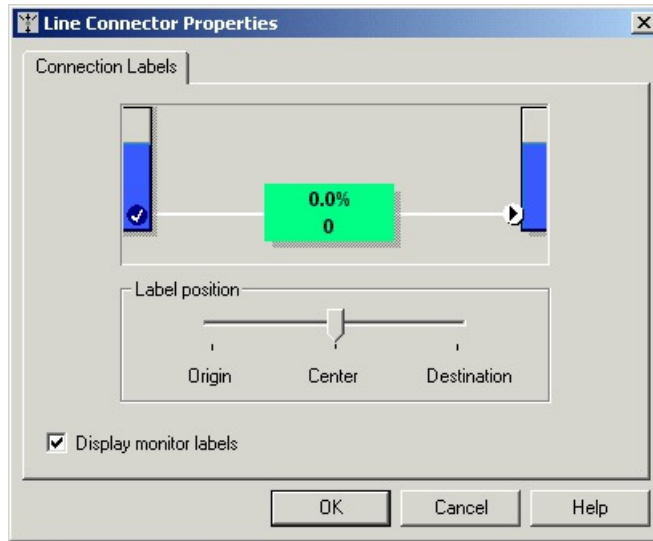 Line Connector Properties
Connection Labels
0.0%
0
Label position
Origin Center Destination
Display monitor labels
OK Cancel Help